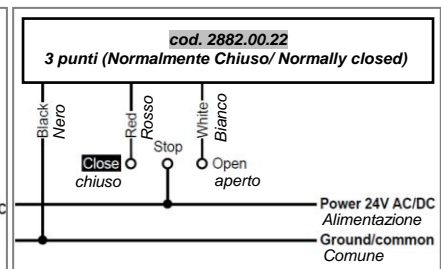 cod. 2882.00.22
3 punti (Normalmente Chiuso/ Normally closed)
Black
Nero
Red
Rosso
White
Bianco
Stop
Close
Open
chiuso
aperto
Power 24V AC/DC
Alimentazione
Ground/common
Comune
C